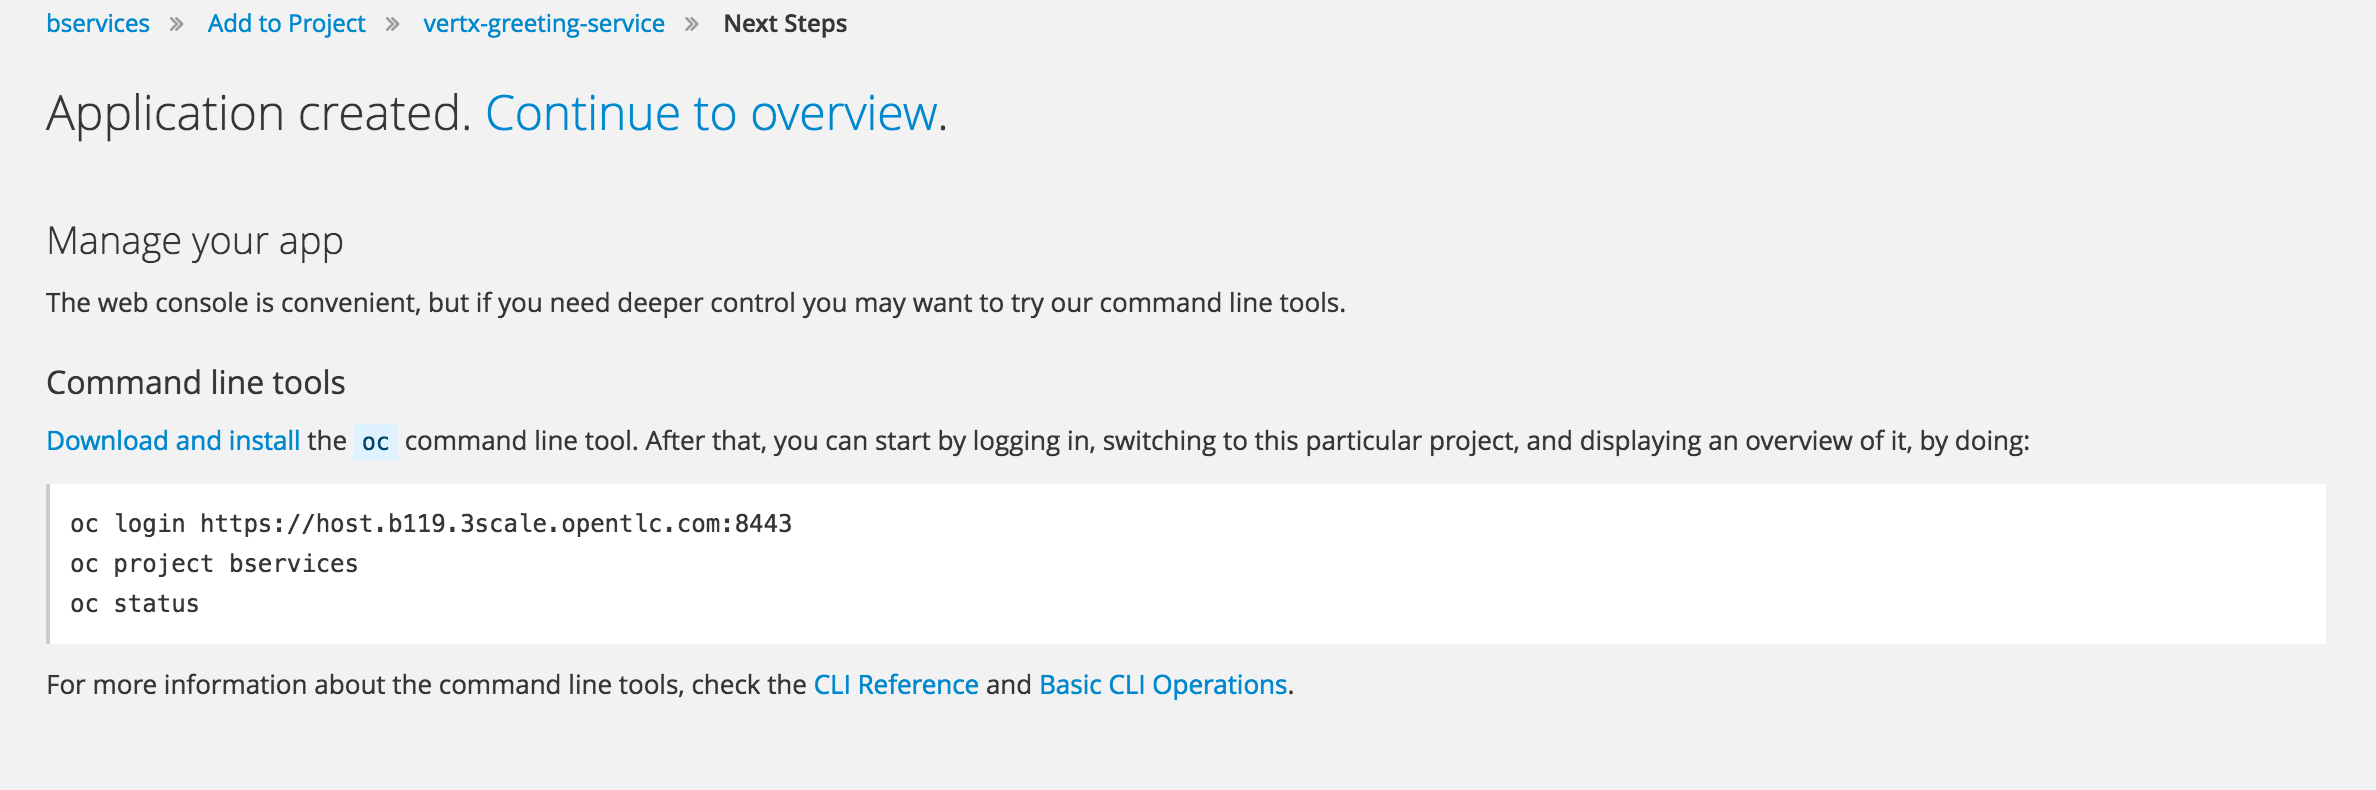 bservices » Add to Project » vertx-greeting-service » Next Steps
Application created. Continue to overview.
Manage your app
The web console is convenient, but if you need deeper control you may want to try our command line tools.
Command line tools
Download and install the oc command line tool. After that, you can start by logging in, switching to this particular project, and displaying an overview of it, by doing:
oc login https://host.b119.3scale.opentlc.com:8443
oc project bservices
oc status
For more information about the command line tools, check the CLI Reference and Basic CLI Operations.